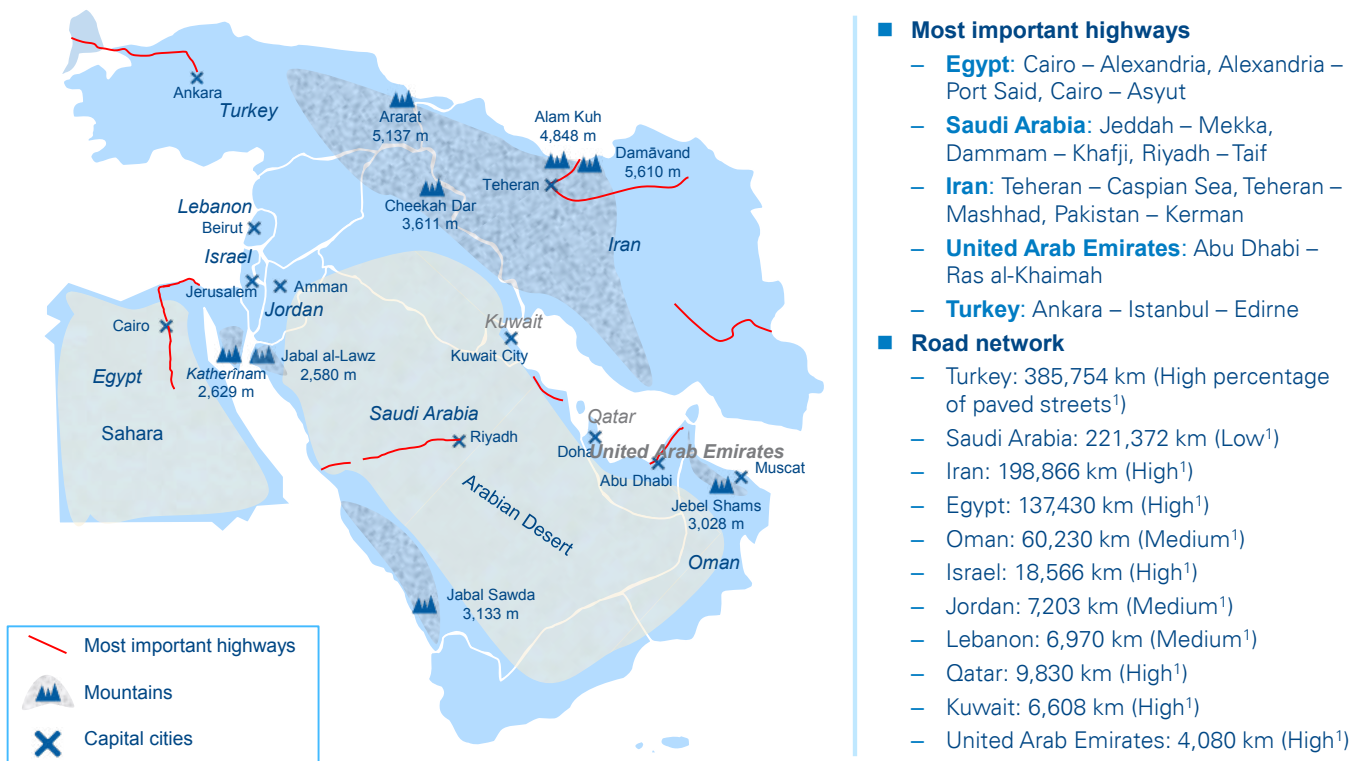 Ankara
Turkey
Ararat
5,137 m
Alam Kuh
4,848 m
Damāvand
5,610 m
Teheran
Cheekah Dar
3,611 m
Iran
Lebanon
Beirut
Israel
Jerusalem
Amman
Jordan
Cairo
Egypt
Sahara
Katherînam
2,629 m
Jabal al-Lawz
2,580 m
Kuwait
Kuwait City
Saudi Arabia
Riyadh
Qatar
Doha
United Arab Emirates
Abu Dhabi
Muscat
Jebel Shams
3,028 m
Arabian Desert
Oman
Jabal Sawda
3,133 m
Most important highways
Mountains
Capital cities
■ Most important highways
– Egypt: Cairo – Alexandria, Alexandria –
Port Said, Cairo – Asyut
– Saudi Arabia: Jeddah – Mekka,
Dammam – Khafji, Riyadh – Taif
– Iran: Teheran – Caspian Sea, Teheran –
Mashhad, Pakistan – Kerman
– United Arab Emirates: Abu Dhabi –
Ras al-Khaimah
– Turkey: Ankara – Istanbul – Edirne
■ Road network
– Turkey: 385,754 km (High percentage
of paved streets¹)
– Saudi Arabia: 221,372 km (Low¹)
– Iran: 198,866 km (High¹)
– Egypt: 137,430 km (High¹)
– Oman: 60,230 km (Medium¹)
– Israel: 18,566 km (High¹)
– Jordan: 7,203 km (Medium¹)
– Lebanon: 6,970 km (Medium¹)
– Qatar: 9,830 km (High¹)
– Kuwait: 6,608 km (High¹)
– United Arab Emirates: 4,080 km (High¹)